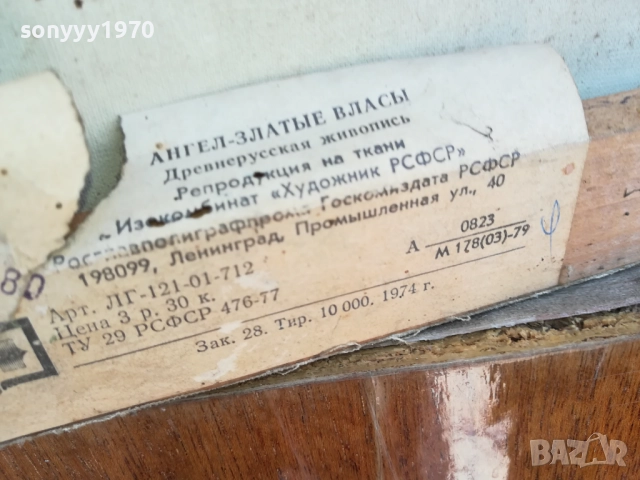 sonyyy1970
АНГЕЛ-ЗЛАТЫЕ ВЛАСЫ
Древнерусская живопись
Репродукция на ткани
Изокомбинат «Художник РСФСР»
Росглавполиграфпрома Госкомиздата РСФСР
198099, Ленинград, Промышленная ул., 40
80
Арт. ЛГ-121-01-712
Цена 3 р. 30 к.
ТУ 29 РСФСР 476-77
А 0823
М 178(03)-79
Зак. 28. Тир. 10 000. 1974 г.
BAZAR